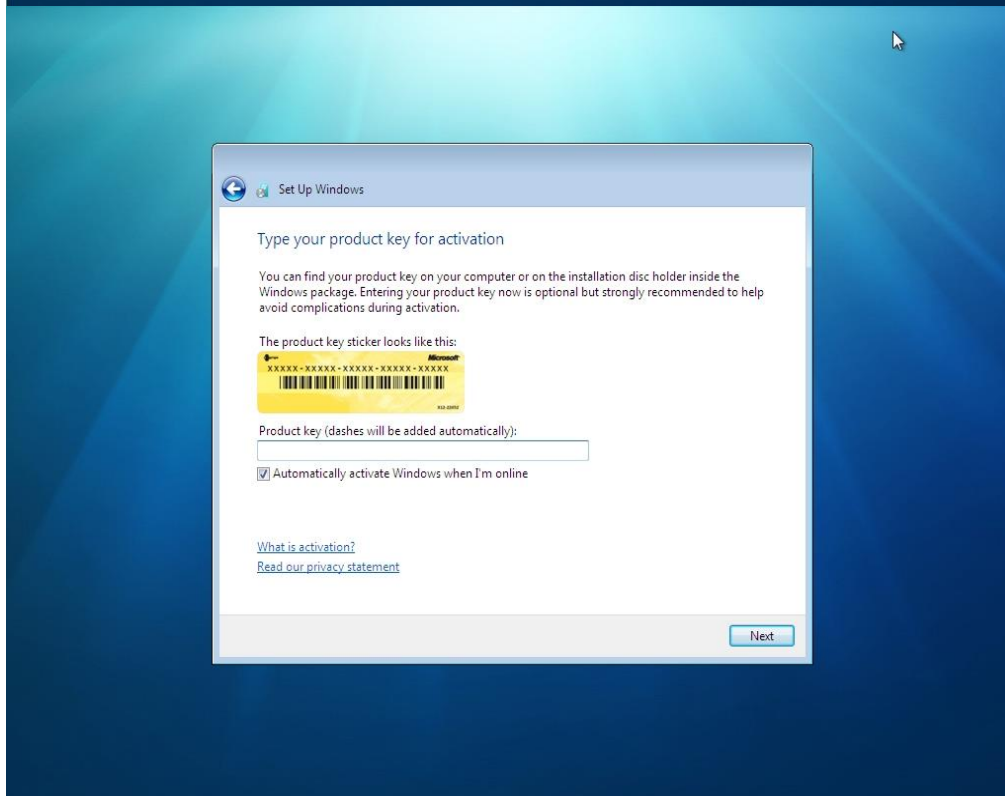 Set Up Windows
Type your product key for activation
You can find your product key on your computer or on the installation disc holder inside the
Windows package. Entering your product key now is optional but strongly recommended to help
avoid complications during activation.
The product key sticker looks like this:
Microsoft
XXXXX-XXXXX-XXXXX-XXXXX-XXXXX
Product key (dashes will be added automatically):
Automatically activate Windows when I'm online
What is activation?
Read our privacy statement
Next